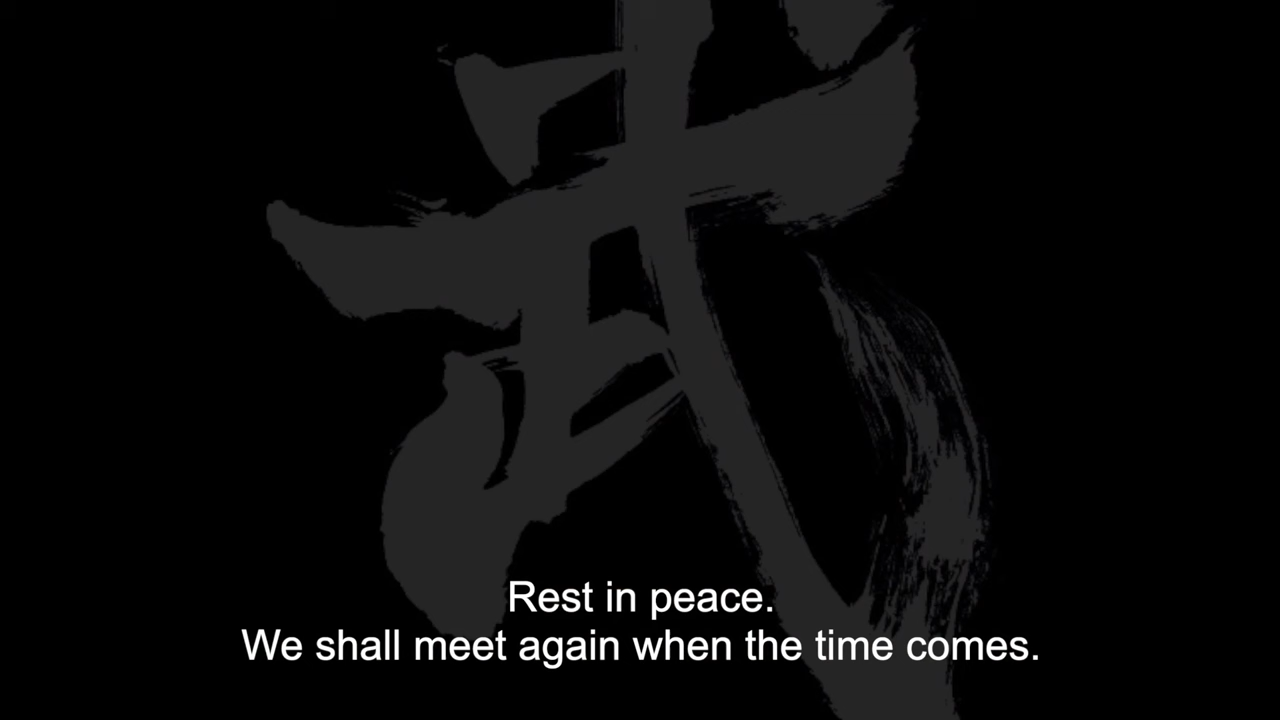 武
Rest in peace.
We shall meet again when the time comes.